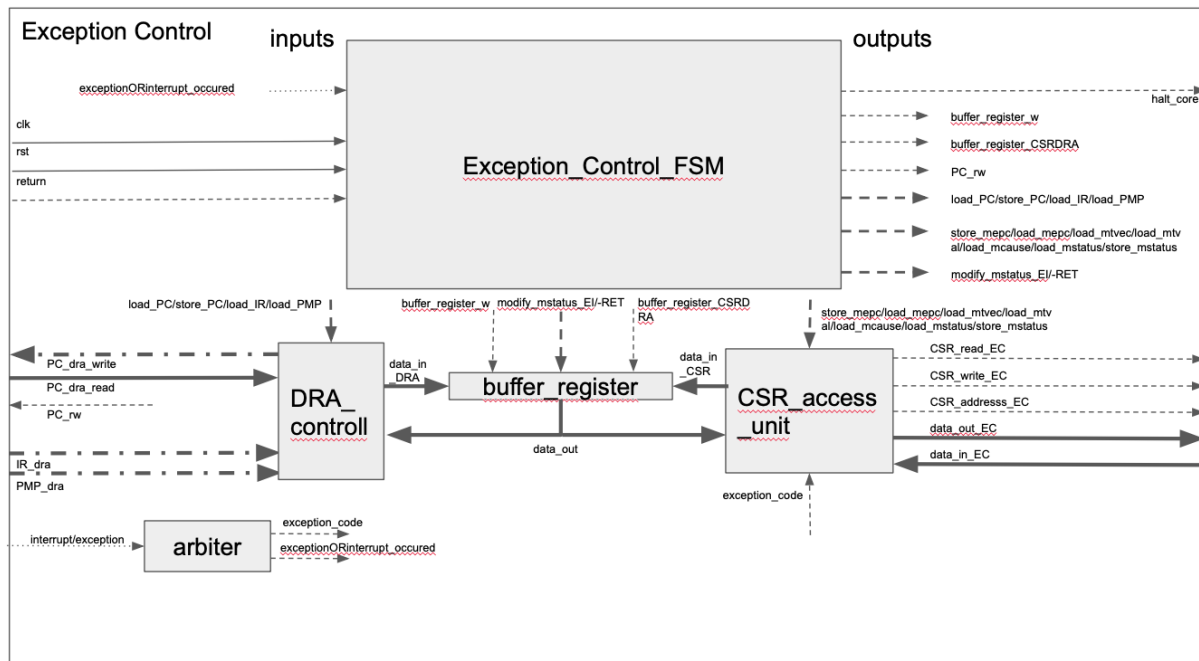 Exception Control
inputs
outputs
exceptionORinterrupt_occured
clk
rst
return
Exception_Control_FSM
halt_core
buffer_register_w
buffer_register_CSRDRA
PC_rw
load_PC/store_PC/load_IR/load_PMP
store_mepc/load_mepc/load_mtvec/load_mtv
al/load_mcause/load_mstatus/store_mstatus
modify_mstatus_EI/-RET
load_PC/store_PC/load_IR/load_PMP
buffer_register_w
modify_mstatus_EI/-RET
buffer_register_CSRD
RA
store_mepc/load_mepc/load_mtvec/load_mtv
al/load_mcause/load_mstatus/store_mstatus
PC_dra_write
PC_dra_read
PC_rw
IR_dra
PMP_dra
DRA_
controll
data_in
_DRA
buffer_register
data_in
_CSR
data_out
CSR_access
_unit
CSR_read_EC
CSR_write_EC
CSR_addresss_EC
data_out_EC
data_in_EC
exception_code
interrupt/exception
arbiter
exception_code
exceptionORinterrupt_occured